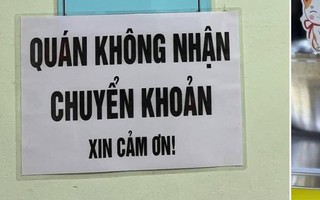 QUÁN KHÔNG NHẬN
CHUYỂN KHOẢN
XIN CẢM ƠN!